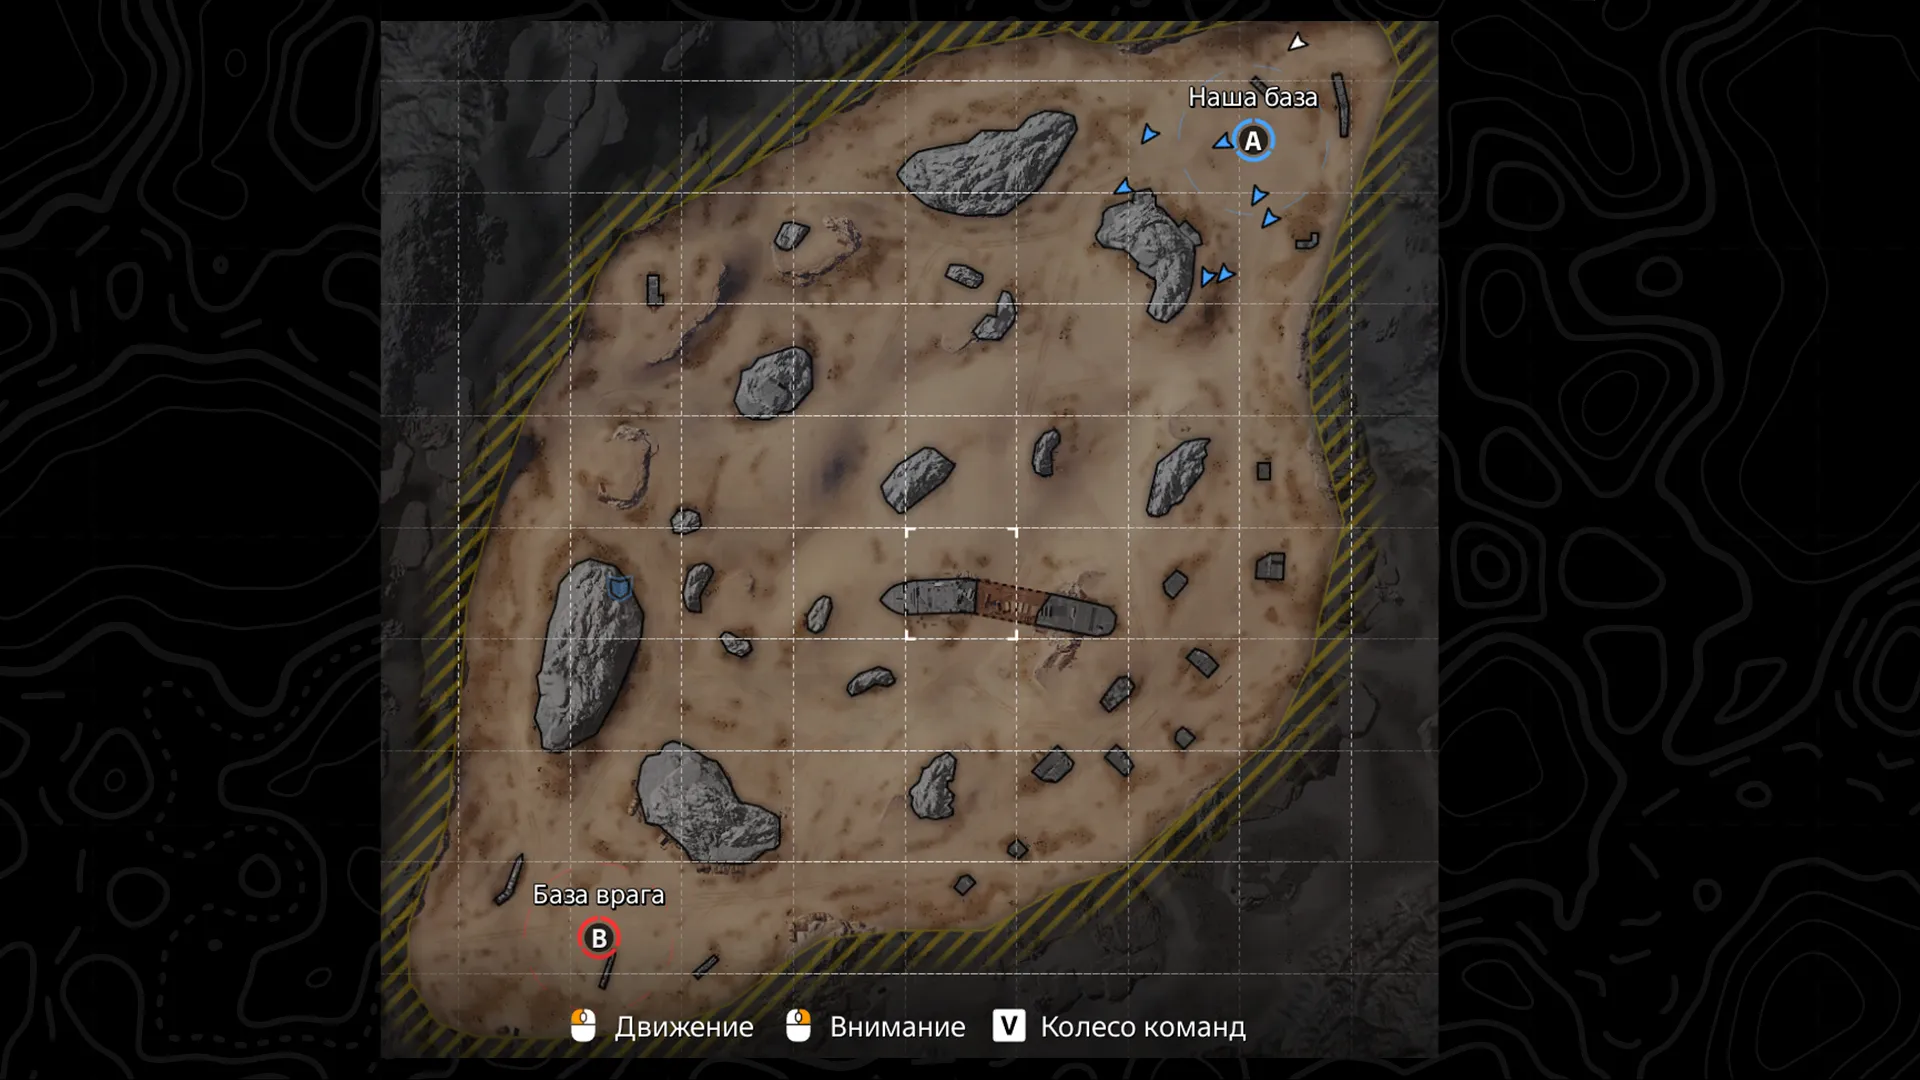 Наша база
A
База врага
B
Движение Внимание V Колесо команд